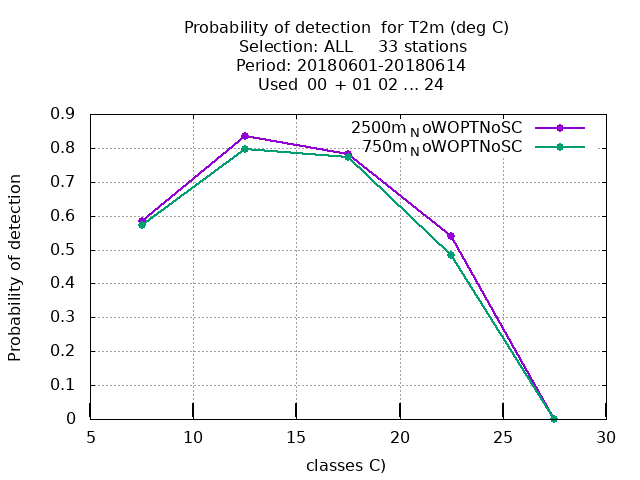 Probability of detection  for T2m (deg C)
Selection: ALL     33 stations
Period: 20180601-20180614
Used  00  + 01 02 ... 24
2500m_NoWOPTNoSC
750m_NoWOPTNoSC
Probability of detection
0.9
0.8
0.7
0.6
0.5
0.4
0.3
0.2
0.1
0
5 10 15 20 25 30
classes C)